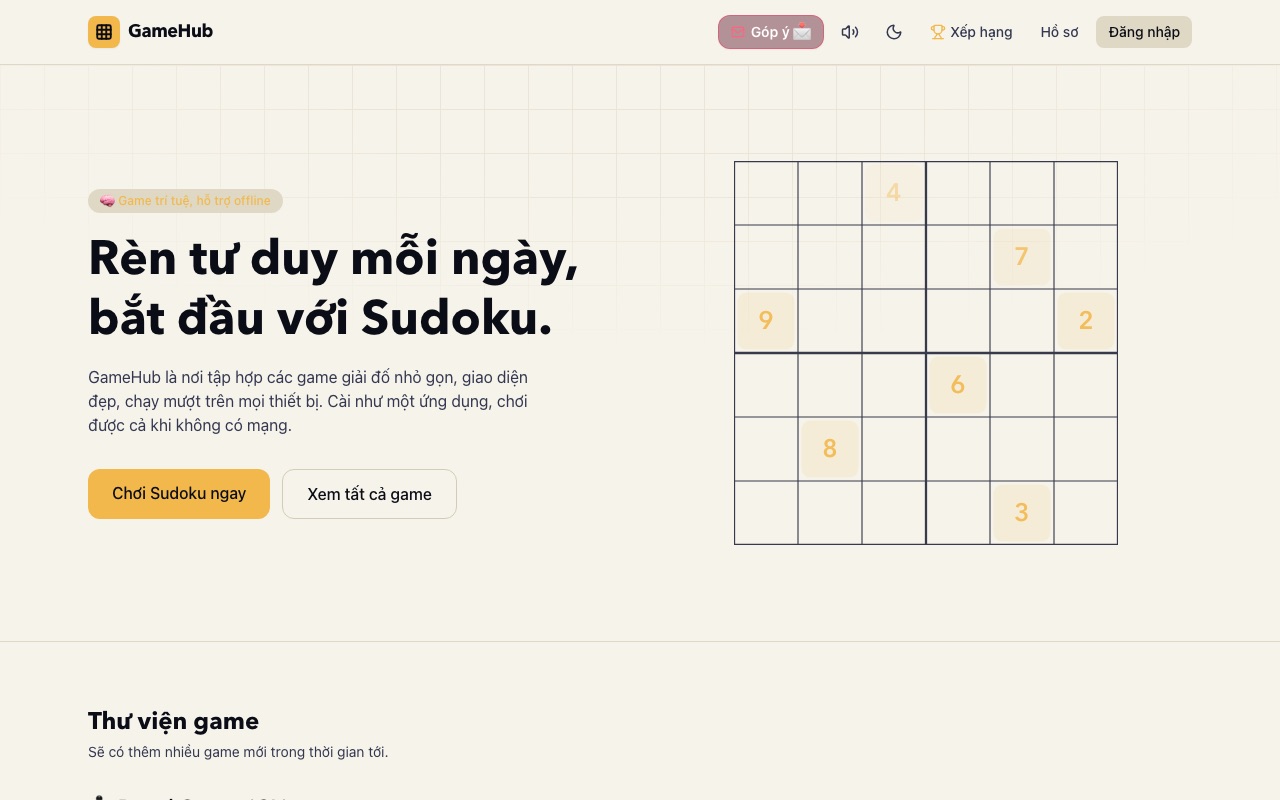 GameHub
Góp ý
Xếp hạng
Hồ sơ
Đăng nhập
Game trí tuệ, hỗ trợ offline
Rèn tư duy mỗi ngày,
bắt đầu với Sudoku.
GameHub là nơi tập hợp các game giải đố nhỏ gọn, giao diện
đẹp, chạy mượt trên mọi thiết bị. Cài như một ứng dụng, chơi
được cả khi không có mạng.
Chơi Sudoku ngay
Xem tất cả game
4
7
9 2
6
8
3
Thư viện game
Sẽ có thêm nhiều game mới trong thời gian tới.